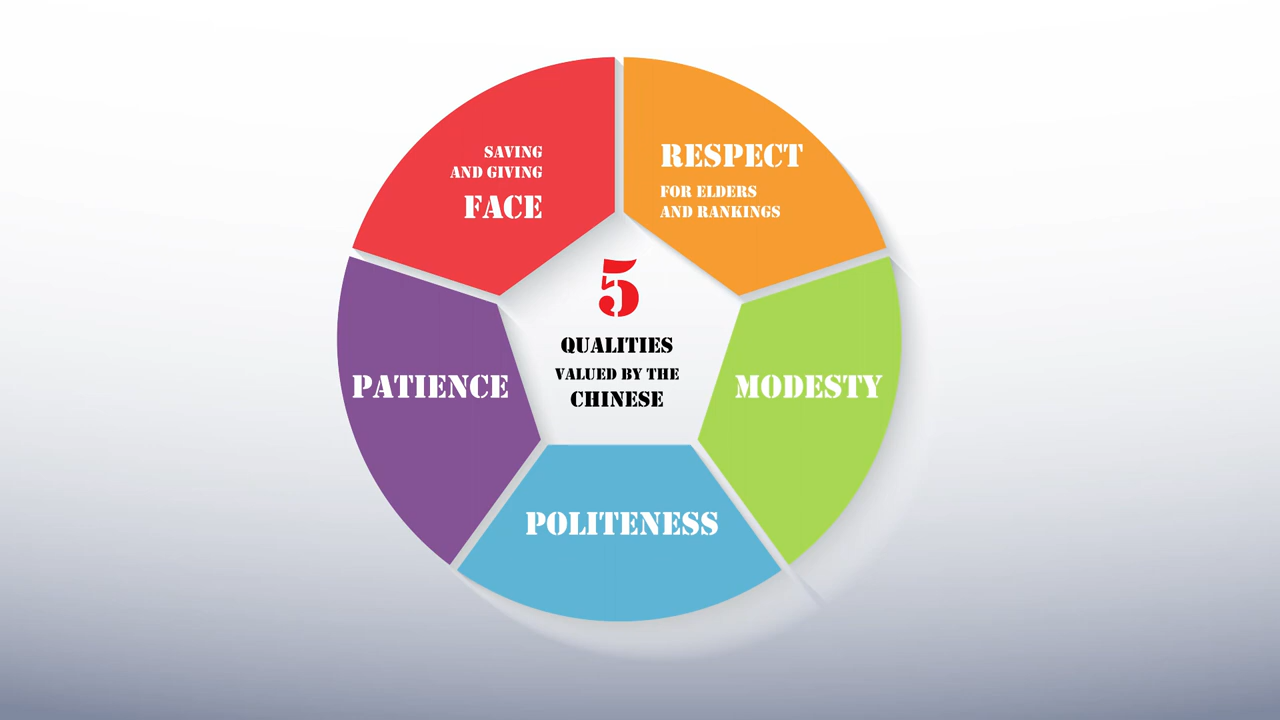 SAVING
AND GIVING
FACE
RESPECT
FOR ELDERS
AND RANKINGS
5
QUALITIES
VALUED BY THE
CHINESE
PATIENCE
MODESTY
POLITENESS